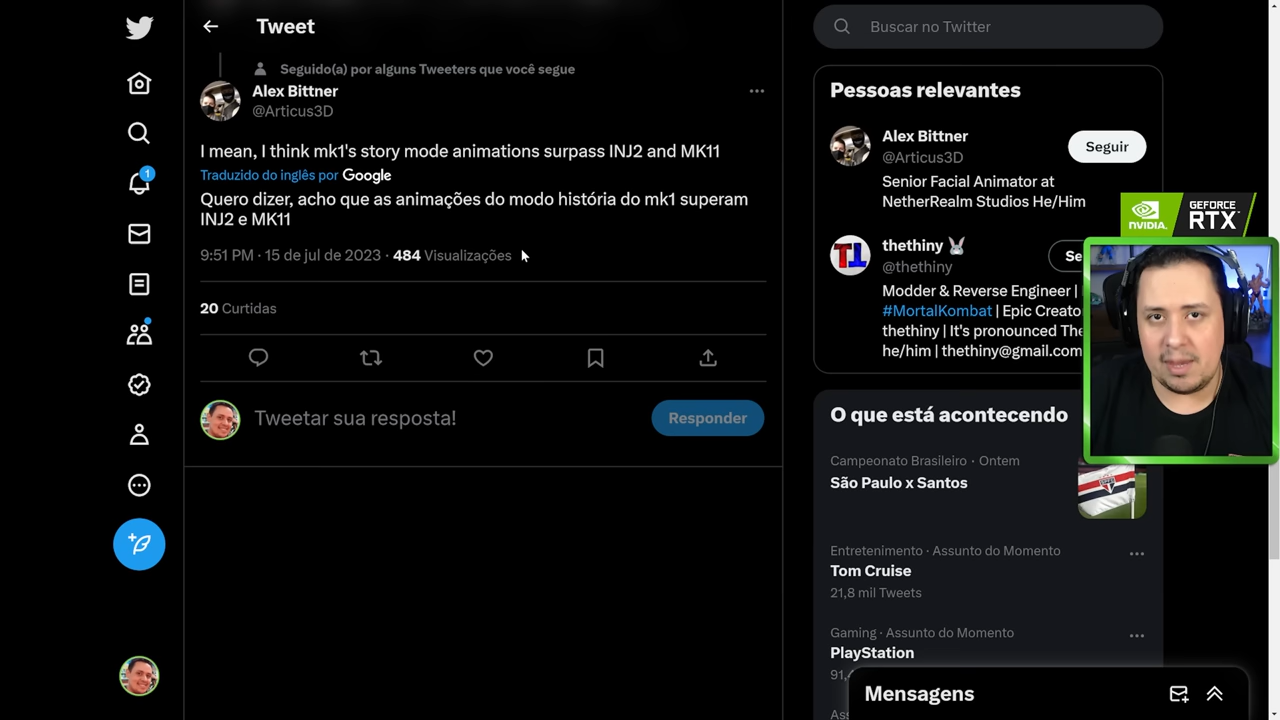 Tweet
Seguido(a) por alguns Tweeters que você segue
Alex Bittner
@Articus3D
I mean, I think mk1's story mode animations surpass INJ2 and MK11
Traduzido do inglês por Google
Quero dizer, acho que as animações do modo história do mk1 superam
INJ2 e MK11
9:51 PM · 15 de jul de 2023 · 484 Visualizações
20 Curtidas
Tweetar sua resposta!
Responder
1
Buscar no Twitter
Pessoas relevantes
Alex Bittner
@Articus3D
Seguir
Senior Facial Animator at
NetherRealm Studios He/Him
thethiny
@thethiny
Se
Modder & Reverse Engineer |
#MortalKombat | Epic Creato
thethiny | It's pronounced The
he/him | thethiny@gmail.com
NVIDIA.
GEFORCE
RTX
O que está acontecendo
Campeonato Brasileiro · Ontem
São Paulo x Santos
Entretenimento · Assunto do Momento
Tom Cruise
21,8 mil Tweets
Gaming · Assunto do Momento
PlayStation
91,
Ass
Mensagens